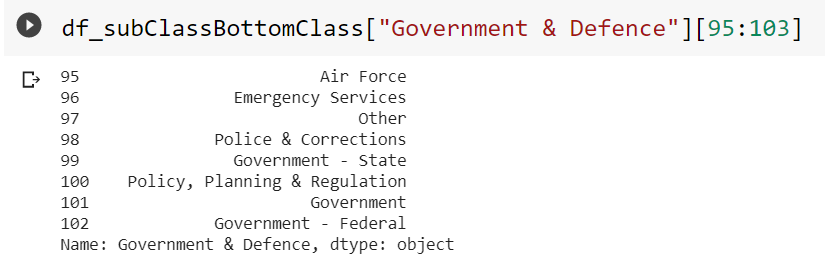 df_subClassBottomClass["Government & Defence"][95:103]
95 Air Force
96 Emergency Services
97 Other
98 Police & Corrections
99 Government - State
100 Policy, Planning & Regulation
101 Government
102 Government - Federal
Name: Government & Defence, dtype: object